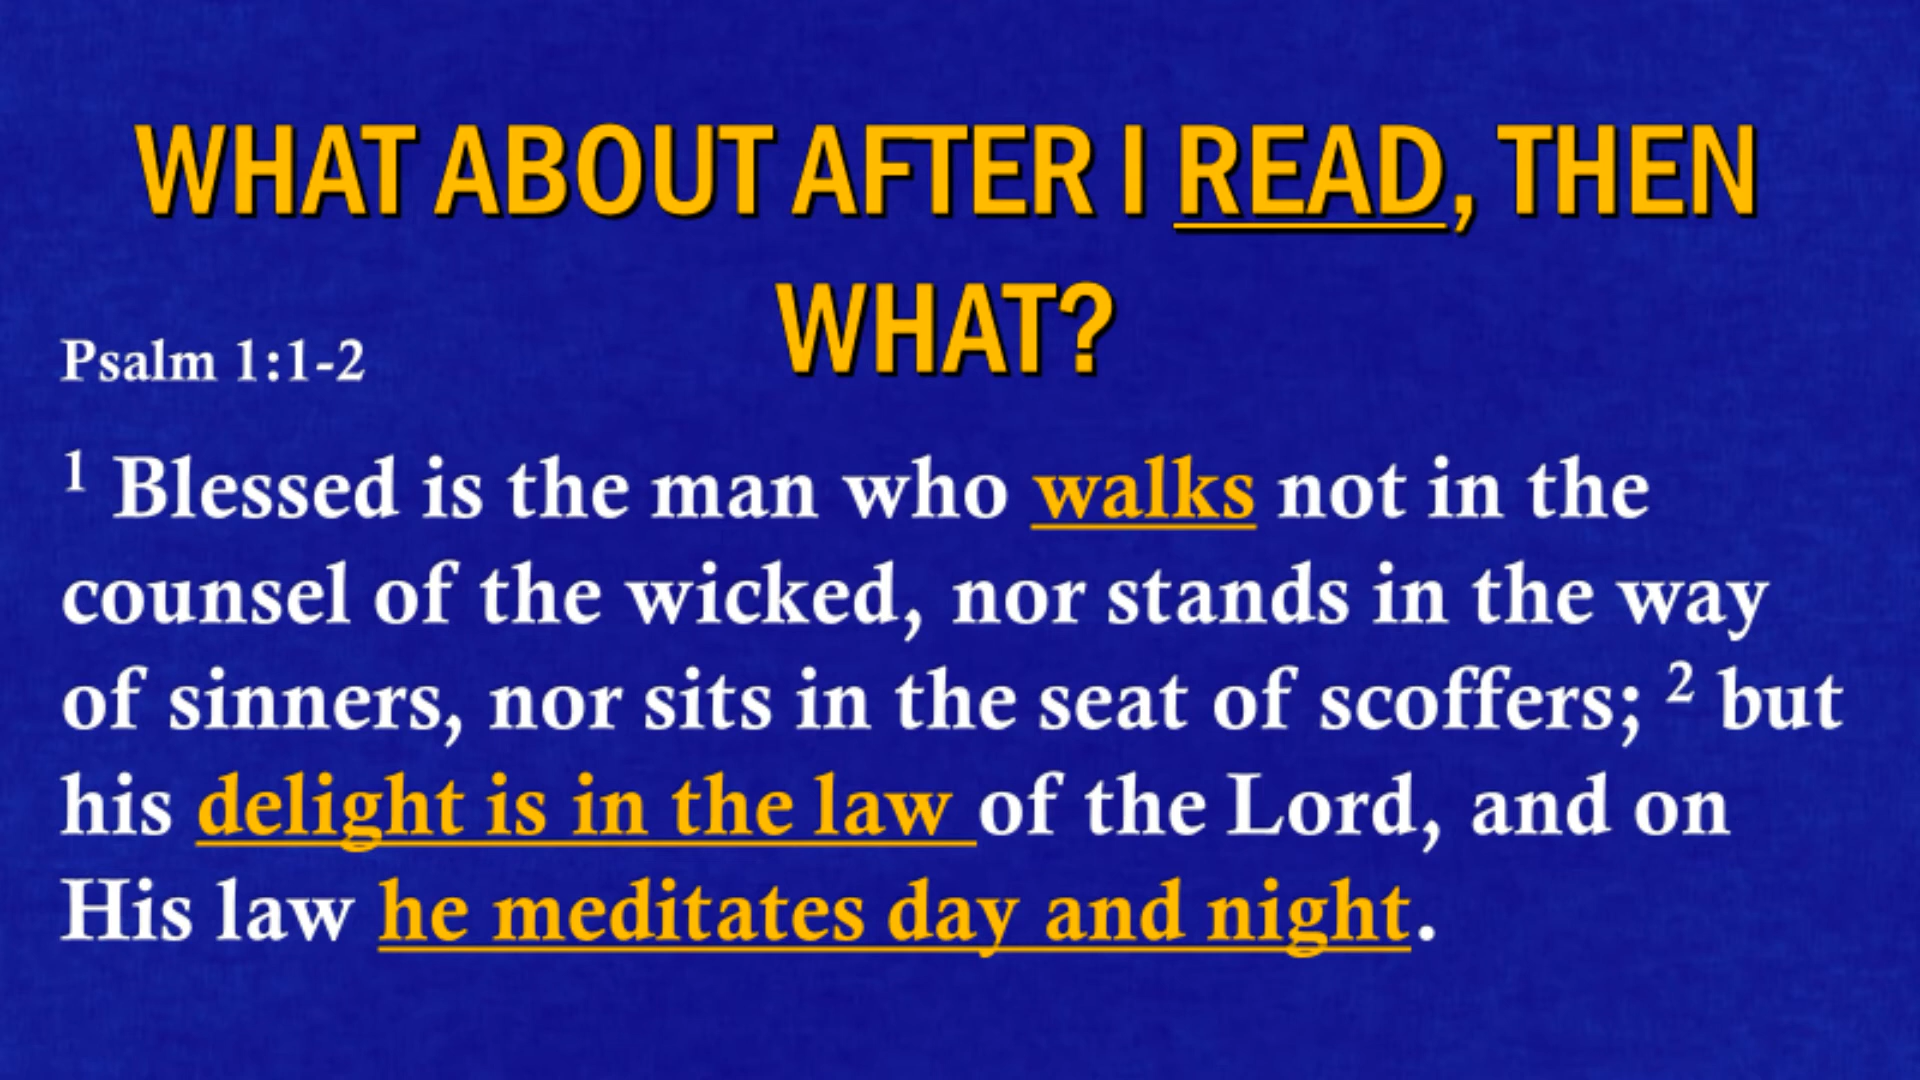 WHAT ABOUT AFTER I READ, THEN
WHAT?
Psalm 1:1-2
1 Blessed is the man who walks not in the
counsel of the wicked, nor stands in the way
of sinners, nor sits in the seat of scoffers; 2 but
his delight is in the law of the Lord, and on
His law he meditates day and night.